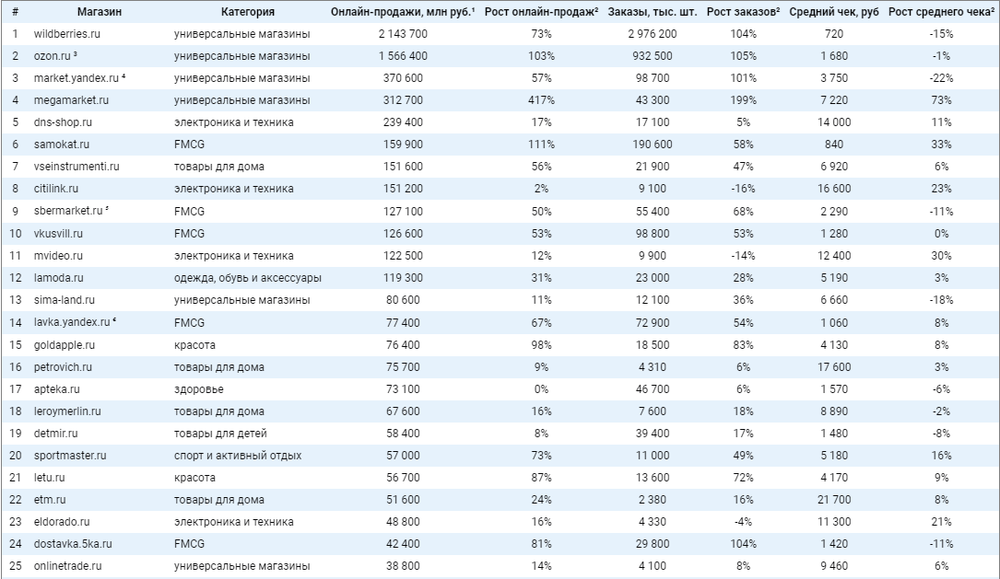 # Магазин Категория Онлайн-продажи, млн руб.¹ Рост онлайн-продаж² Заказы, тыс. шт. Рост заказов² Средний чек, руб Рост среднего чека²
1 wildberries.ru универсальные магазины 2 143 700 73% 2 976 200 104% 720 -15%
2 ozon.ru ³ универсальные магазины 1 566 400 103% 932 500 105% 1 680 -1%
3 market.yandex.ru ⁴ универсальные магазины 370 600 57% 98 700 101% 3 750 -22%
4 megamarket.ru универсальные магазины 312 700 417% 43 300 199% 7 220 73%
5 dns-shop.ru электроника и техника 239 400 17% 17 100 5% 14 000 11%
6 samokat.ru FMCG 159 900 111% 190 600 58% 840 33%
7 vseinstrumenti.ru товары для дома 151 600 56% 21 900 47% 6 920 6%
8 citilink.ru электроника и техника 151 200 2% 9 100 -16% 16 600 23%
9 sbermarket.ru ⁵ FMCG 127 100 50% 55 400 68% 2 290 -11%
10 vkusvill.ru FMCG 126 600 53% 98 800 53% 1 280 0%
11 mvideo.ru электроника и техника 122 500 12% 9 900 -14% 12 400 30%
12 lamoda.ru одежда, обувь и аксессуары 119 300 31% 23 000 28% 5 190 3%
13 sima-land.ru универсальные магазины 80 600 11% 12 100 36% 6 660 -18%
14 lavka.yandex.ru ⁶ FMCG 77 400 67% 72 900 54% 1 060 8%
15 goldapple.ru красота 76 400 98% 18 500 83% 4 130 8%
16 petrovich.ru товары для дома 75 700 9% 4 310 6% 17 600 3%
17 apteka.ru здоровье 73 100 0% 46 700 6% 1 570 -6%
18 leroymerlin.ru товары для дома 67 600 16% 7 600 18% 8 890 -2%
19 detmir.ru товары для детей 58 400 8% 39 400 17% 1 480 -8%
20 sportmaster.ru спорт и активный отдых 57 000 73% 11 000 49% 5 180 16%
21 letu.ru красота 56 700 87% 13 600 72% 4 170 9%
22 etm.ru товары для дома 51 600 24% 2 380 16% 21 700 8%
23 eldorado.ru электроника и техника 48 800 16% 4 330 -4% 11 300 21%
24 dostavka.5ka.ru FMCG 42 400 81% 29 800 104% 1 420 -11%
25 onlinetrade.ru универсальные магазины 38 800 14% 4 100 8% 9 460 6%